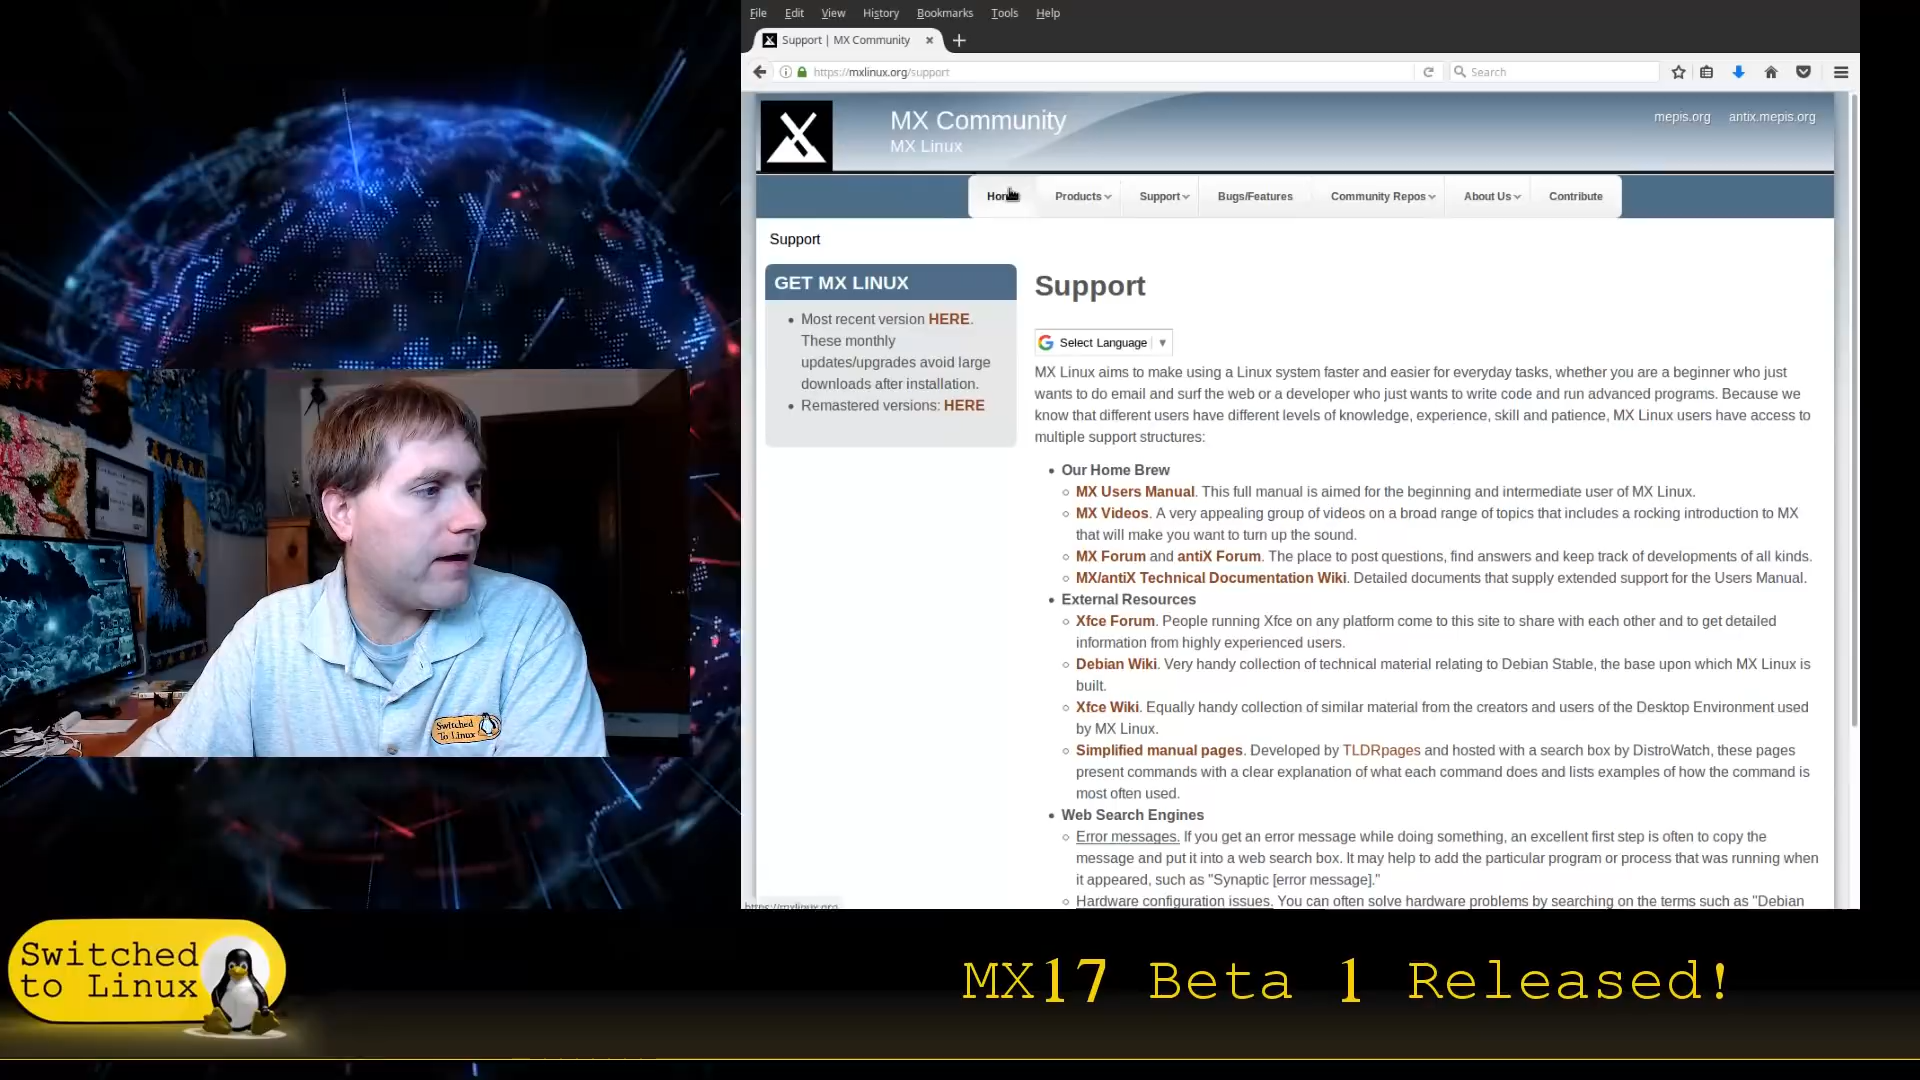 File Edit View History Bookmarks Tools Help
Support | MX Community
https://mxlinux.org/support
Search
MX Community
MX Linux
mepis.org antix.mepis.org
Products Support Bugs/Features Community Repos About Us Contribute
Support
GET MX LINUX
Most recent version HERE.
These monthly
updates/upgrades avoid large
downloads after installation.
Remastered versions: HERE
Support
Select Language
MX Linux aims to make using a Linux system faster and easier for everyday tasks, whether you are a beginner who just
wants to do email and surf the web or a developer who just wants to write code and run advanced programs. Because we
know that different users have different levels of knowledge, experience, skill and patience, MX Linux users have access to
multiple support structures:
Our Home Brew
MX Users Manual. This full manual is aimed for the beginning and intermediate user of MX Linux.
MX Videos. A very appealing group of videos on a broad range of topics that includes a rocking introduction to MX
that will make you want to turn up the sound.
MX Forum and antiX Forum. The place to post questions, find answers and keep track of developments of all kinds.
MX/antiX Technical Documentation Wiki. Detailed documents that supply extended support for the Users Manual.
External Resources
Xfce Forum. People running Xfce on any platform come to this site to share with each other and to get detailed
information from highly experienced users.
Debian Wiki. Very handy collection of technical material relating to Debian Stable, the base upon which MX Linux is
built.
Xfce Wiki. Equally handy collection of similar material from the creators and users of the Desktop Environment used
by MX Linux.
Simplified manual pages. Developed by TLDRpages and hosted with a search box by DistroWatch, these pages
present commands with a clear explanation of what each command does and lists examples of how the command is
most often used.
Web Search Engines
Error messages. If you get an error message while doing something, an excellent first step is often to copy the
message and put it into a web search box. It may help to add the particular program or process that was running when
it appeared, such as "Synaptic [error message]."
Hardware configuration issues. You can often solve hardware problems by searching on the terms such as "Debian
https://mxlinux.org
Switched
To Linux
Switched
to Linux
MX17 Beta 1 Released!